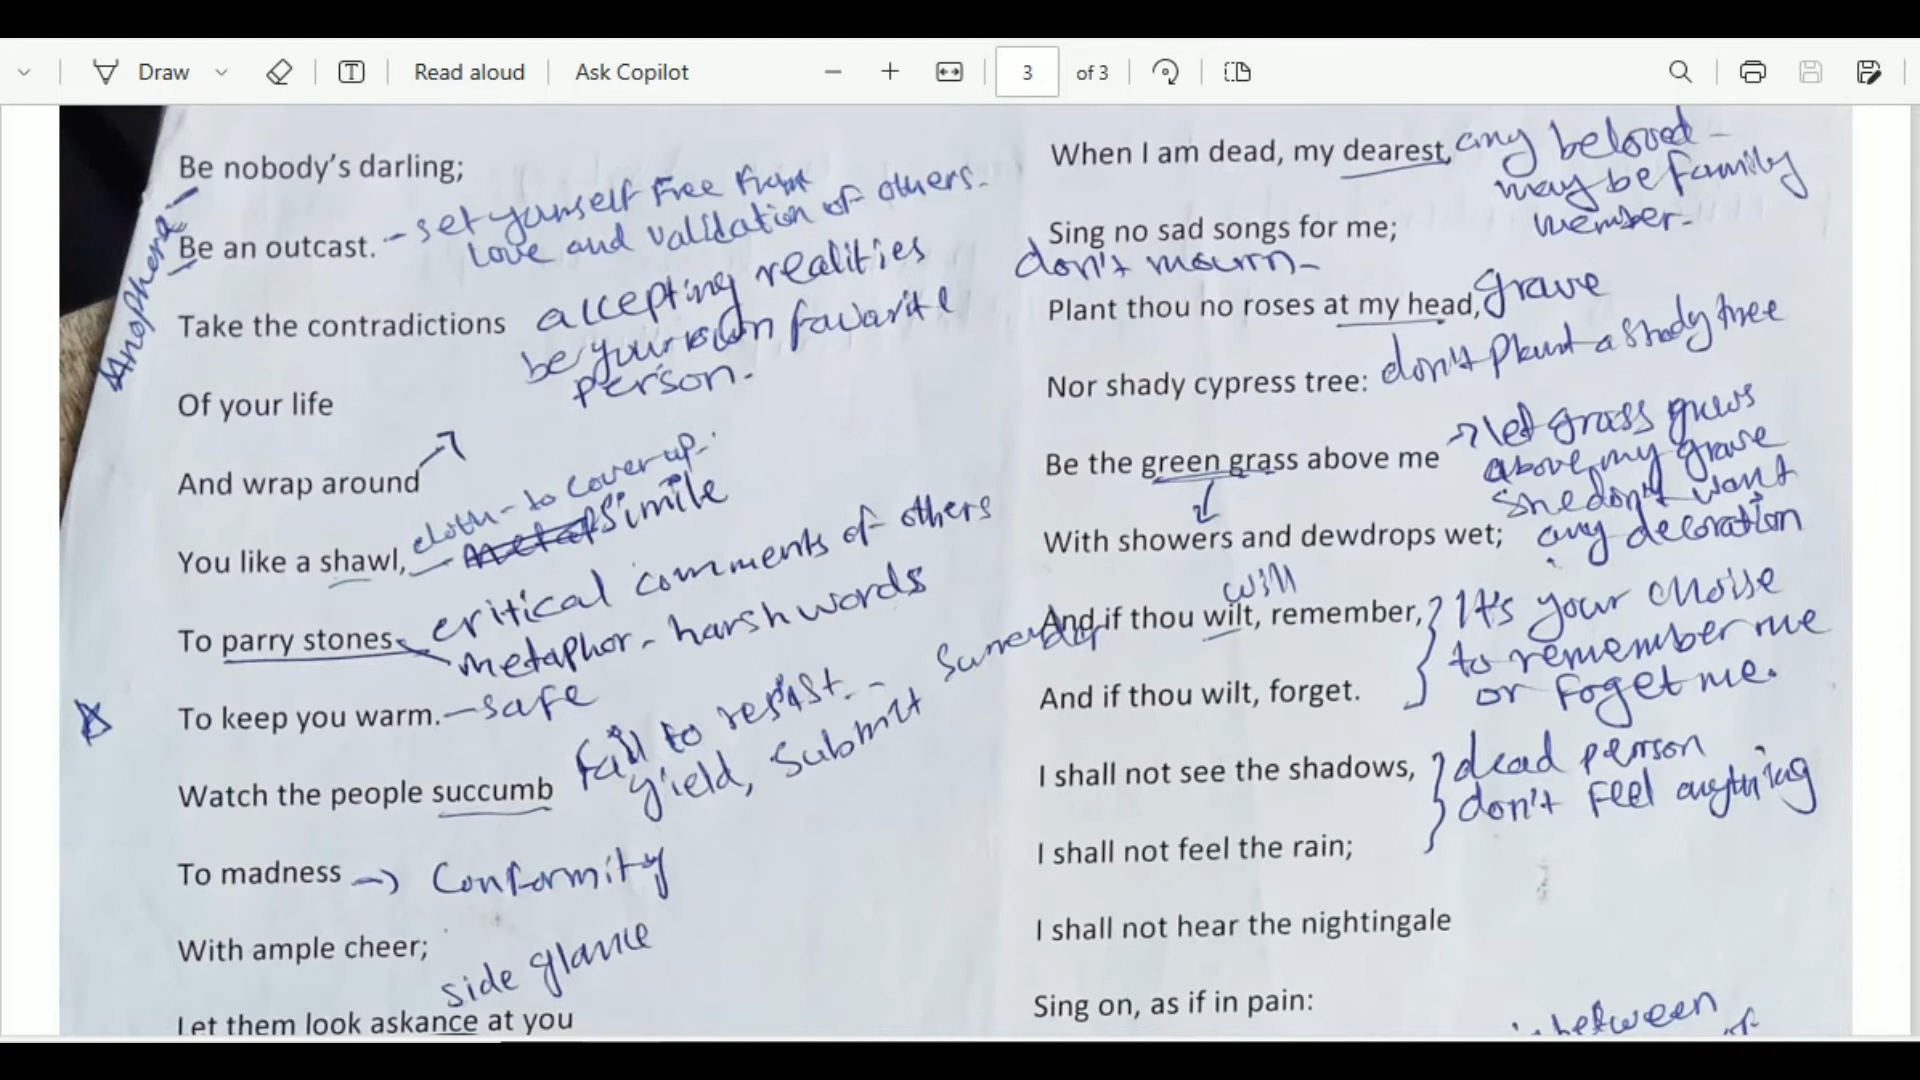 Draw
Read aloud
Ask Copilot
3
of 3
Be nobody's darling;
Be an outcast. - set yourself free from
love and validation of others.
Take the contradictions accepting realities
be your own favorite
person.
Of your life
And wrap around
cloth - to cover up.
You like a shawl, - Simile
critical comments of others
To parry stones metaphor - harsh words
To keep you warm. - safe
Watch the people succumb fail to resist. -
yield, submit
surrender
To madness → Conformity
With ample cheer;
side glance
Let them look askance at you
When I am dead, my dearest, any beloved -
may be family
member -
Sing no sad songs for me;
don't mourn -
Plant thou no roses at my head, grave
Nor shady cypress tree: don't plant a shady tree
Be the green grass above me → let grass grows
above my grave
she don't want
With showers and dewdrops wet; any decoration
will
And if thou wilt, remember, It's your choise
to remember me
And if thou wilt, forget. or foget me.
I shall not see the shadows, dead person
don't feel anything
I shall not feel the rain;
I shall not hear the nightingale
Sing on, as if in pain:
between